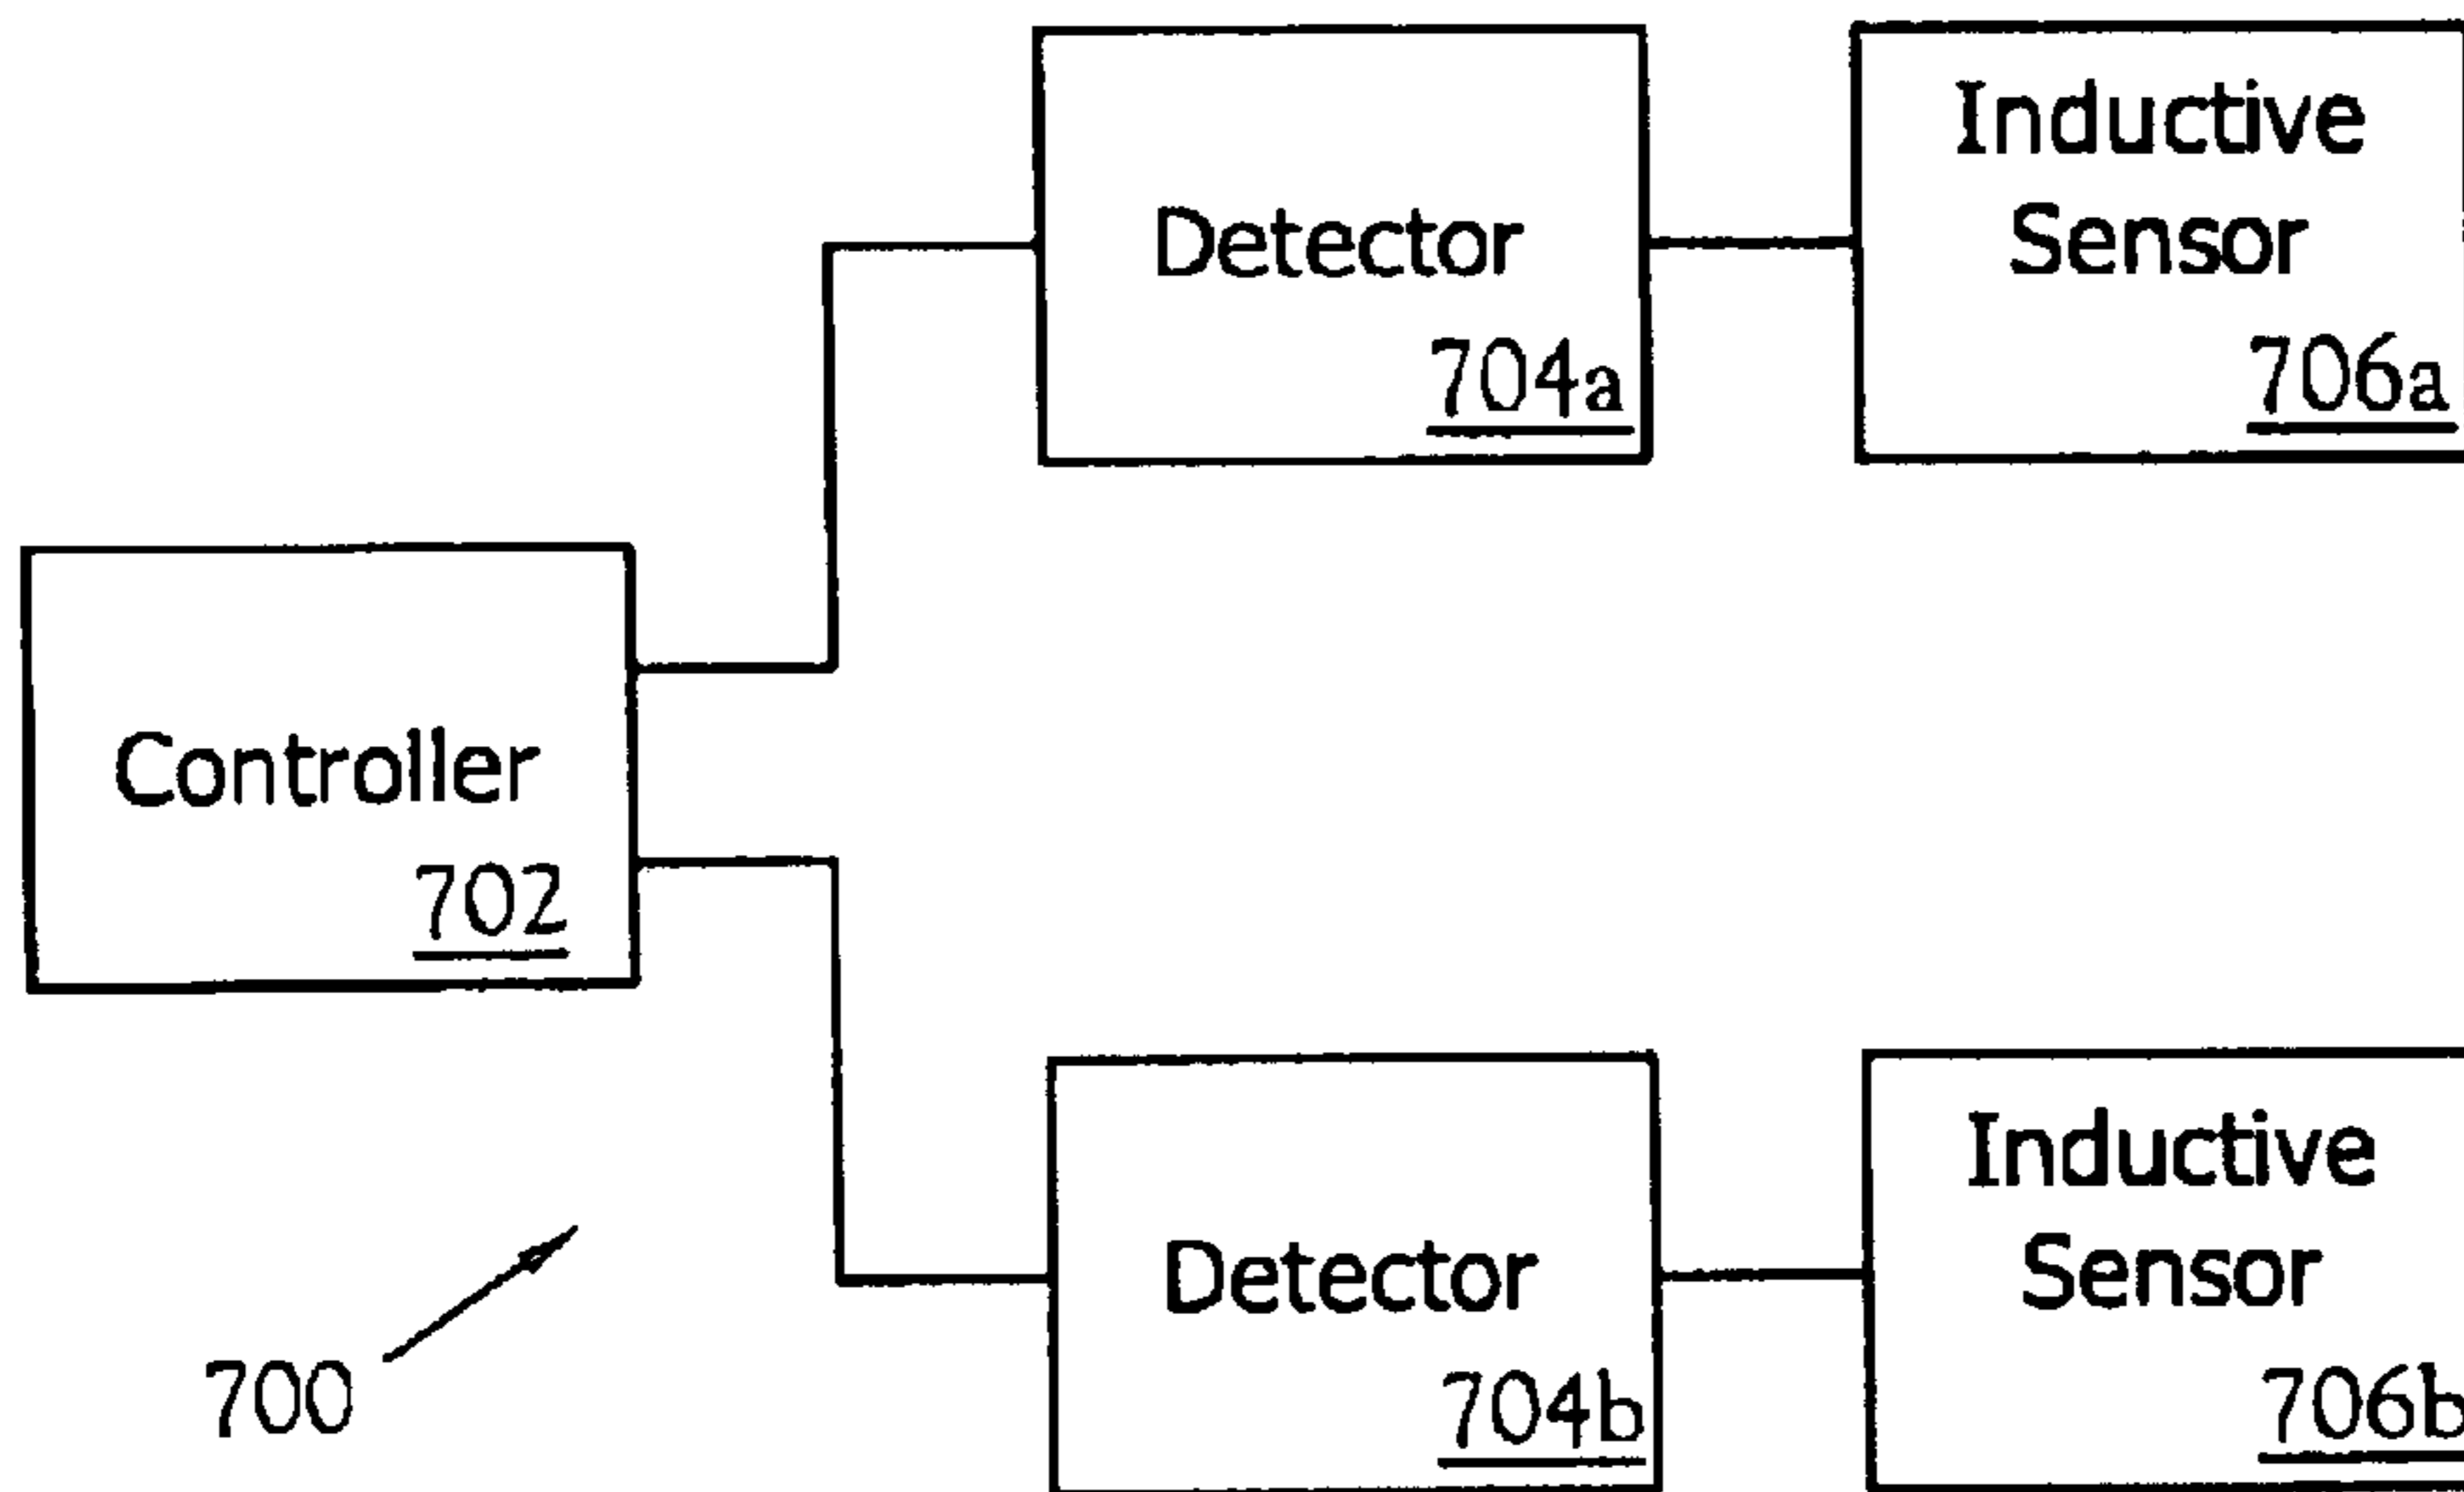 Inductive
Sensor
706a
Detector
704a
Controller
702
Inductive
Sensor
706b
Detector
704b
700